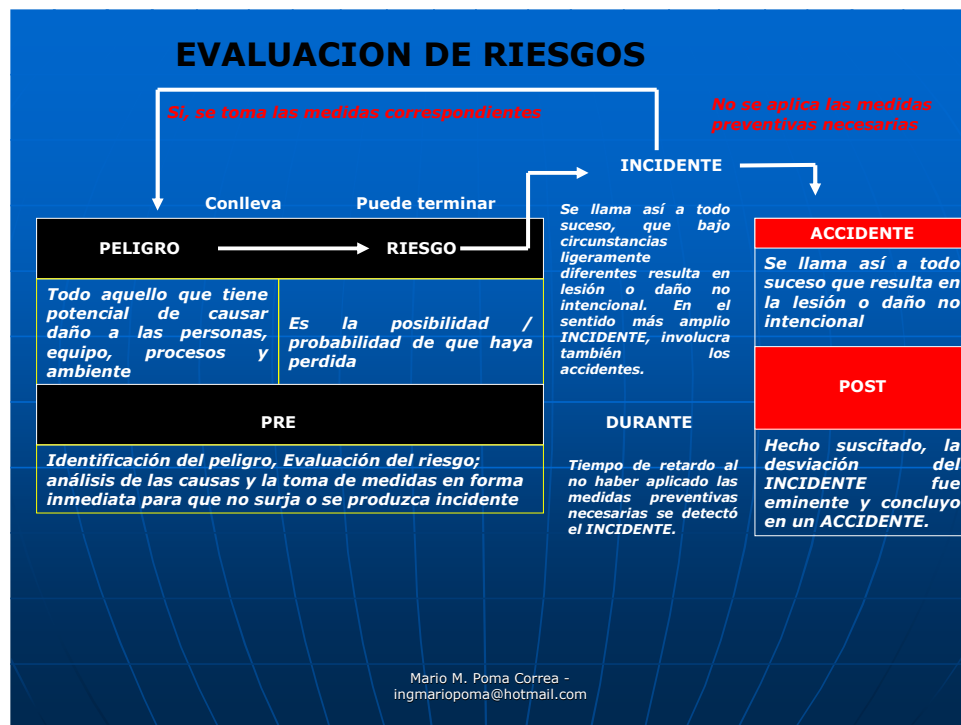 EVALUACION DE RIESGOS
Si, se toma las medidas correspondientes
No se aplica las medidas
preventivas necesarias
INCIDENTE
Conlleva
Puede terminar
PELIGRO
RIESGO
Todo aquello que tiene
potencial de causar
daño a las personas,
equipo, procesos y
ambiente
Es la posibilidad /
probabilidad de que haya
perdida
Se llama así a todo
suceso, que bajo
circunstancias
ligeramente
diferentes resulta en
lesión o daño no
intencional. En el
sentido más amplio
INCIDENTE, involucra
también los
accidentes.
ACCIDENTE
Se llama así a todo
suceso que resulta en
la lesión o daño no
intencional
PRE
DURANTE
POST
Identificación del peligro, Evaluación del riesgo;
análisis de las causas y la toma de medidas en forma
inmediata para que no surja o se produzca incidente
Tiempo de retardo al
no haber aplicado las
medidas preventivas
necesarias se detectó
el INCIDENTE.
Hecho suscitado, la
desviación del
INCIDENTE fue
eminente y concluyo
en un ACCIDENTE.
Mario M. Poma Correa -
ingmariopoma@hotmail.com